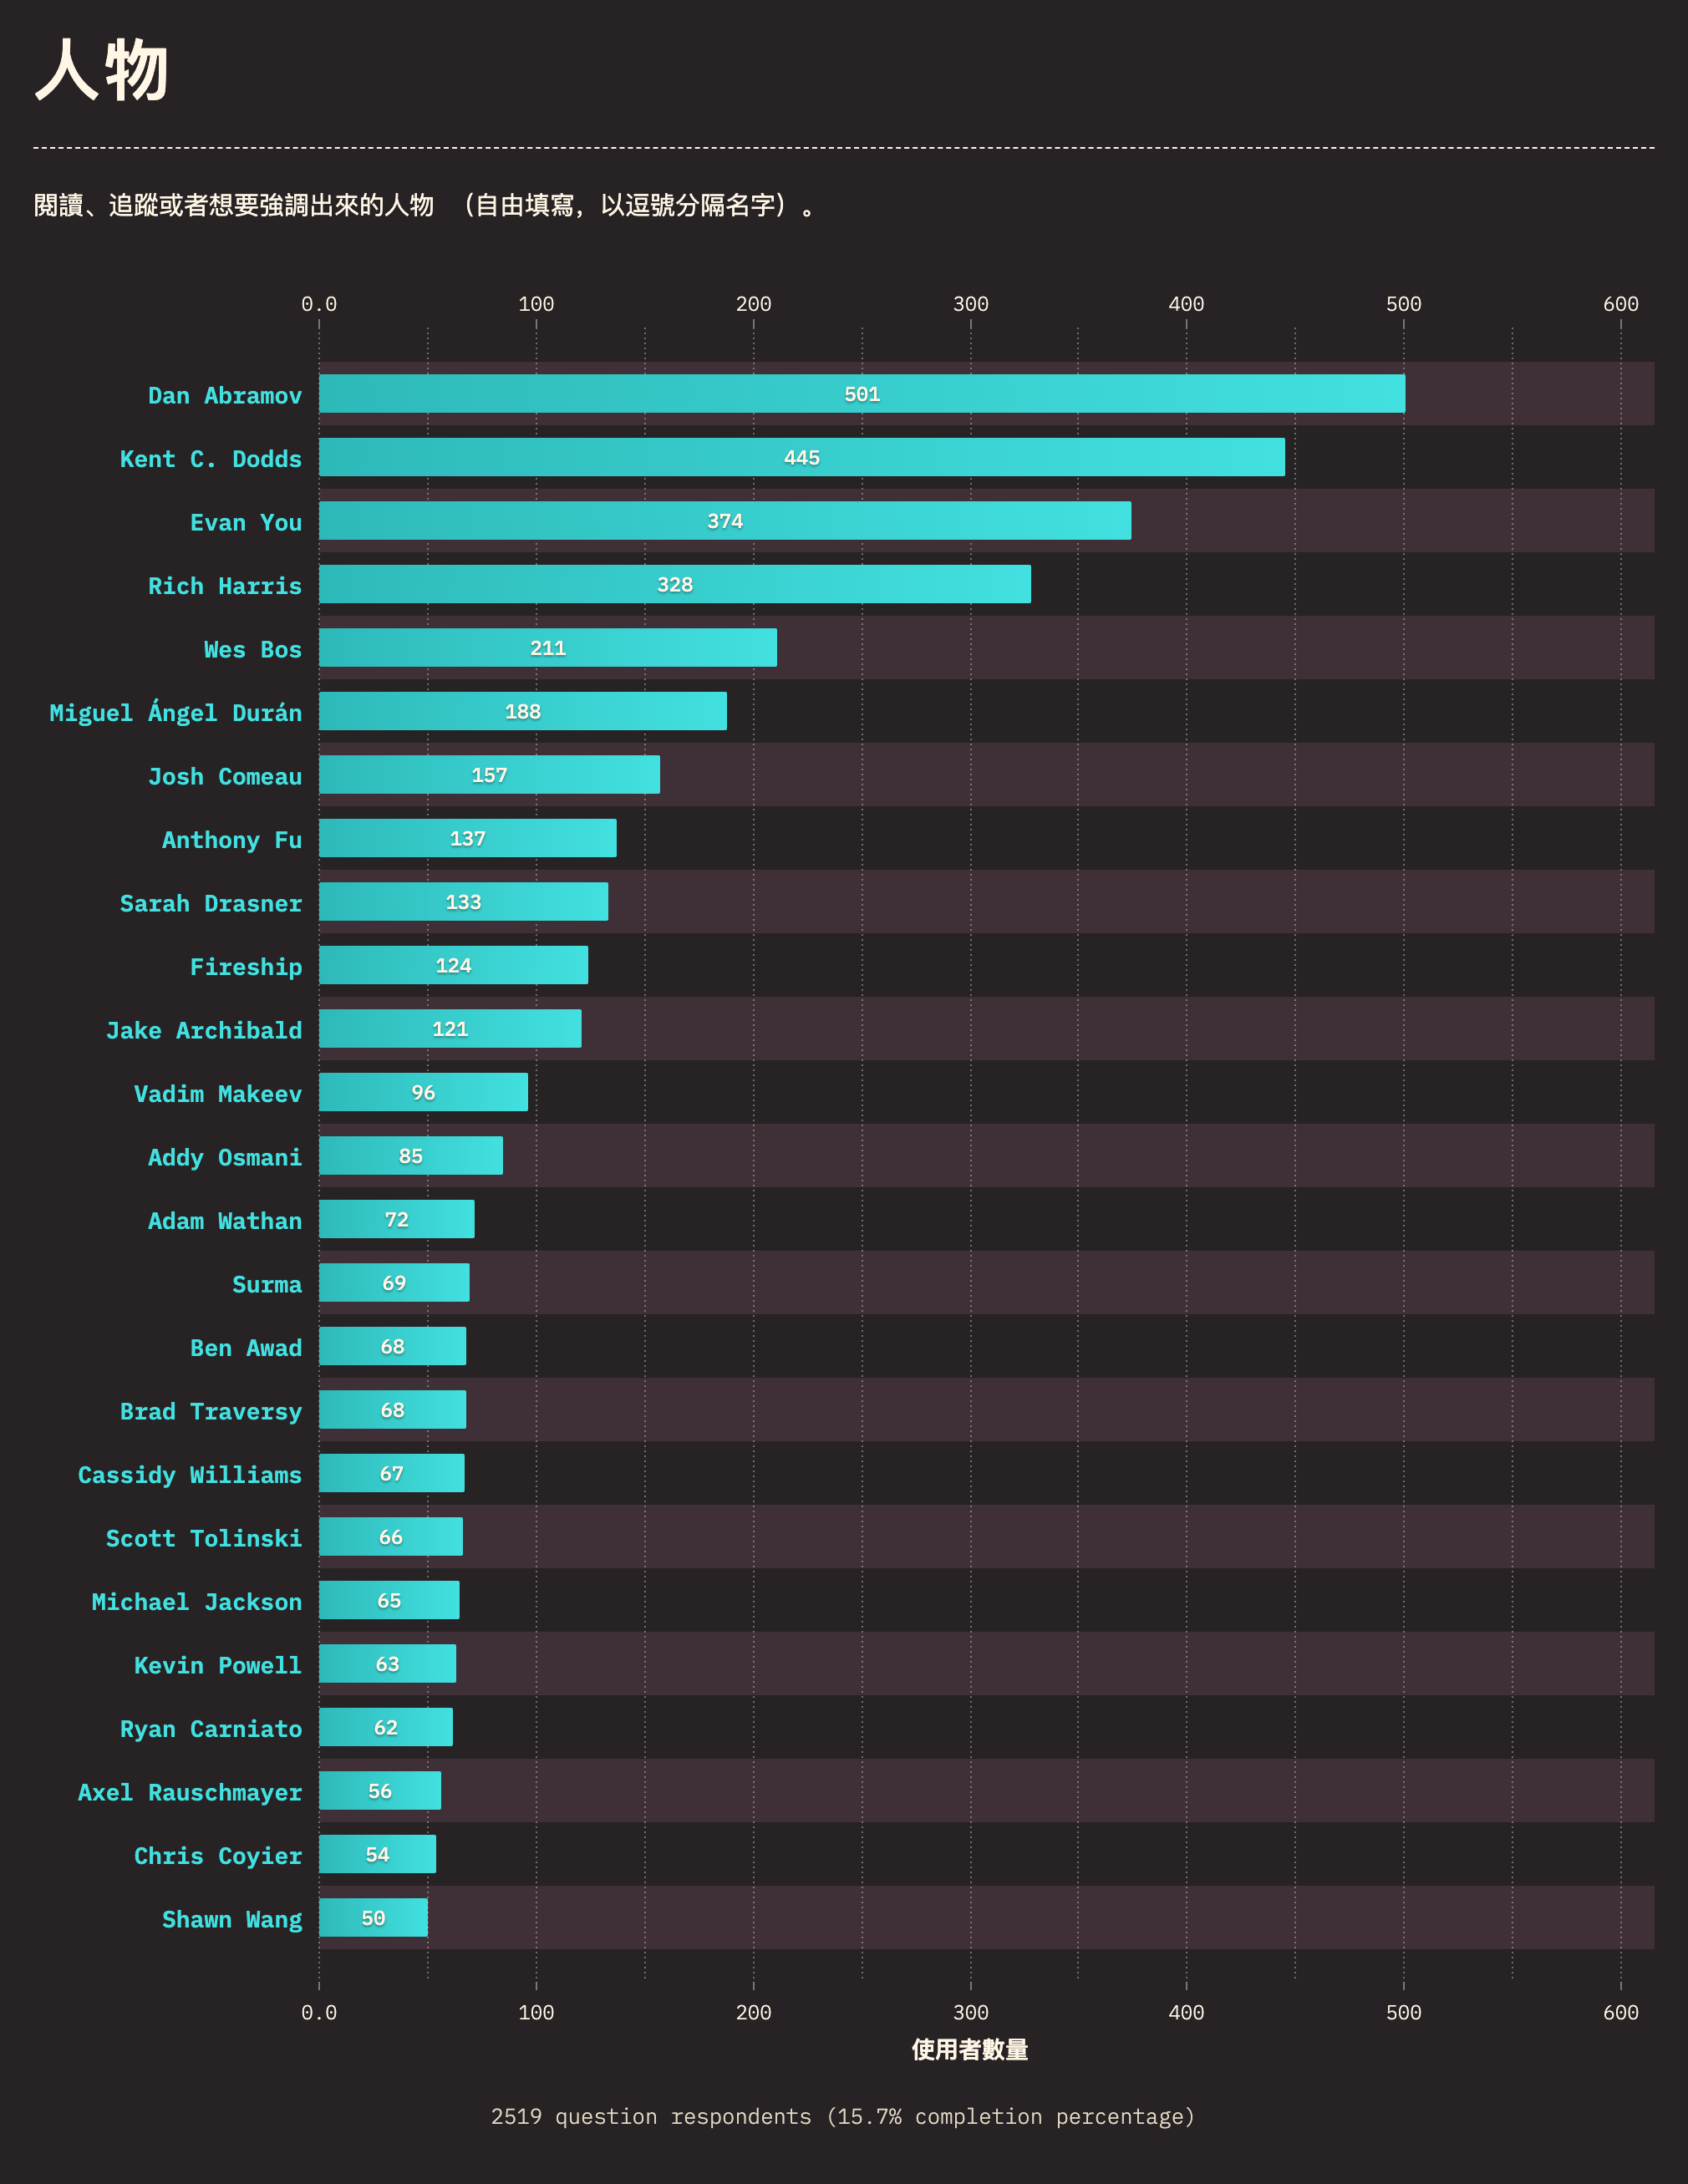 人物
閱讀、追蹤或者想要強調出來的人物 （自由填寫，以逗號分隔名字）。
0.0 100 200 300 400 500 600
Dan Abramov 501
Kent C. Dodds 445
Evan You 374
Rich Harris 328
Wes Bos 211
Miguel Ángel Durán 188
Josh Comeau 157
Anthony Fu 137
Sarah Drasner 133
Fireship 124
Jake Archibald 121
Vadim Makeev 96
Addy Osmani 85
Adam Wathan 72
Surma 69
Ben Awad 68
Brad Traversy 68
Cassidy Williams 67
Scott Tolinski 66
Michael Jackson 65
Kevin Powell 63
Ryan Carniato 62
Axel Rauschmayer 56
Chris Coyier 54
Shawn Wang 50
0.0 100 200 300 400 500 600
使用者數量
2519 question respondents (15.7% completion percentage)